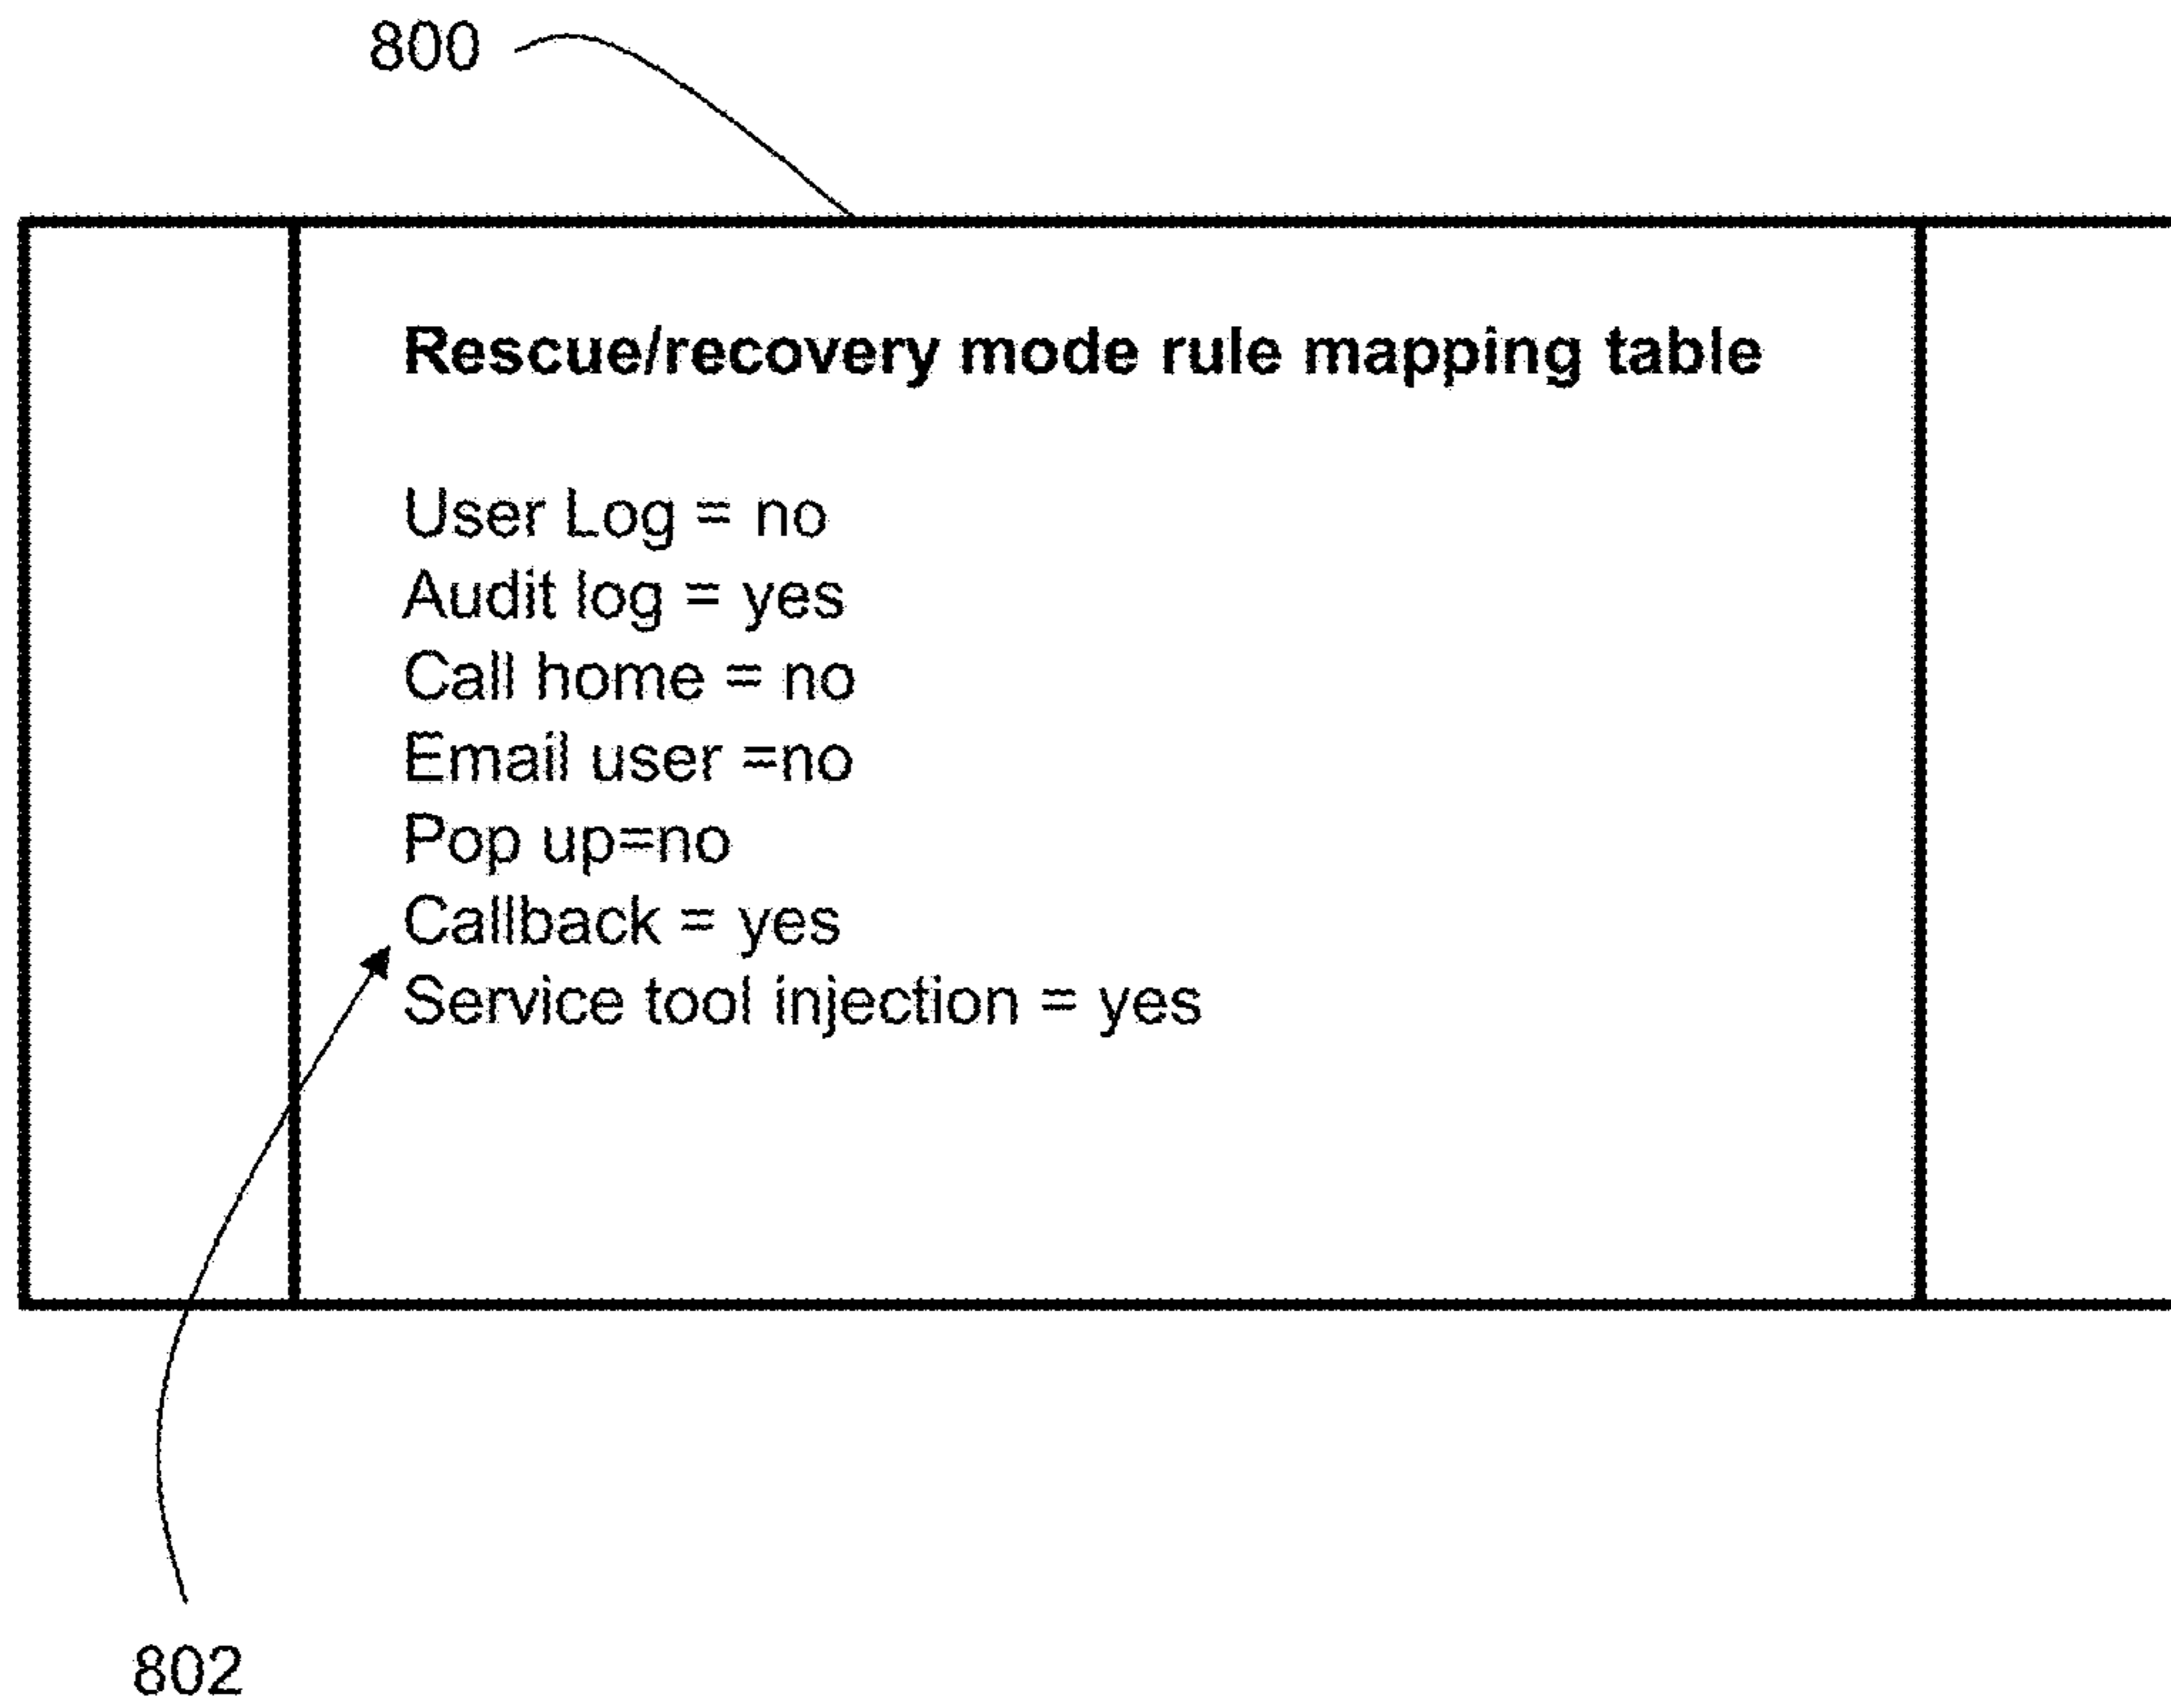 800
Rescue/recovery mode rule mapping table
User Log = no
Audit log = yes
Call home = no
Email user =no
Pop up=no
Callback = yes
Service tool injection = yes
802